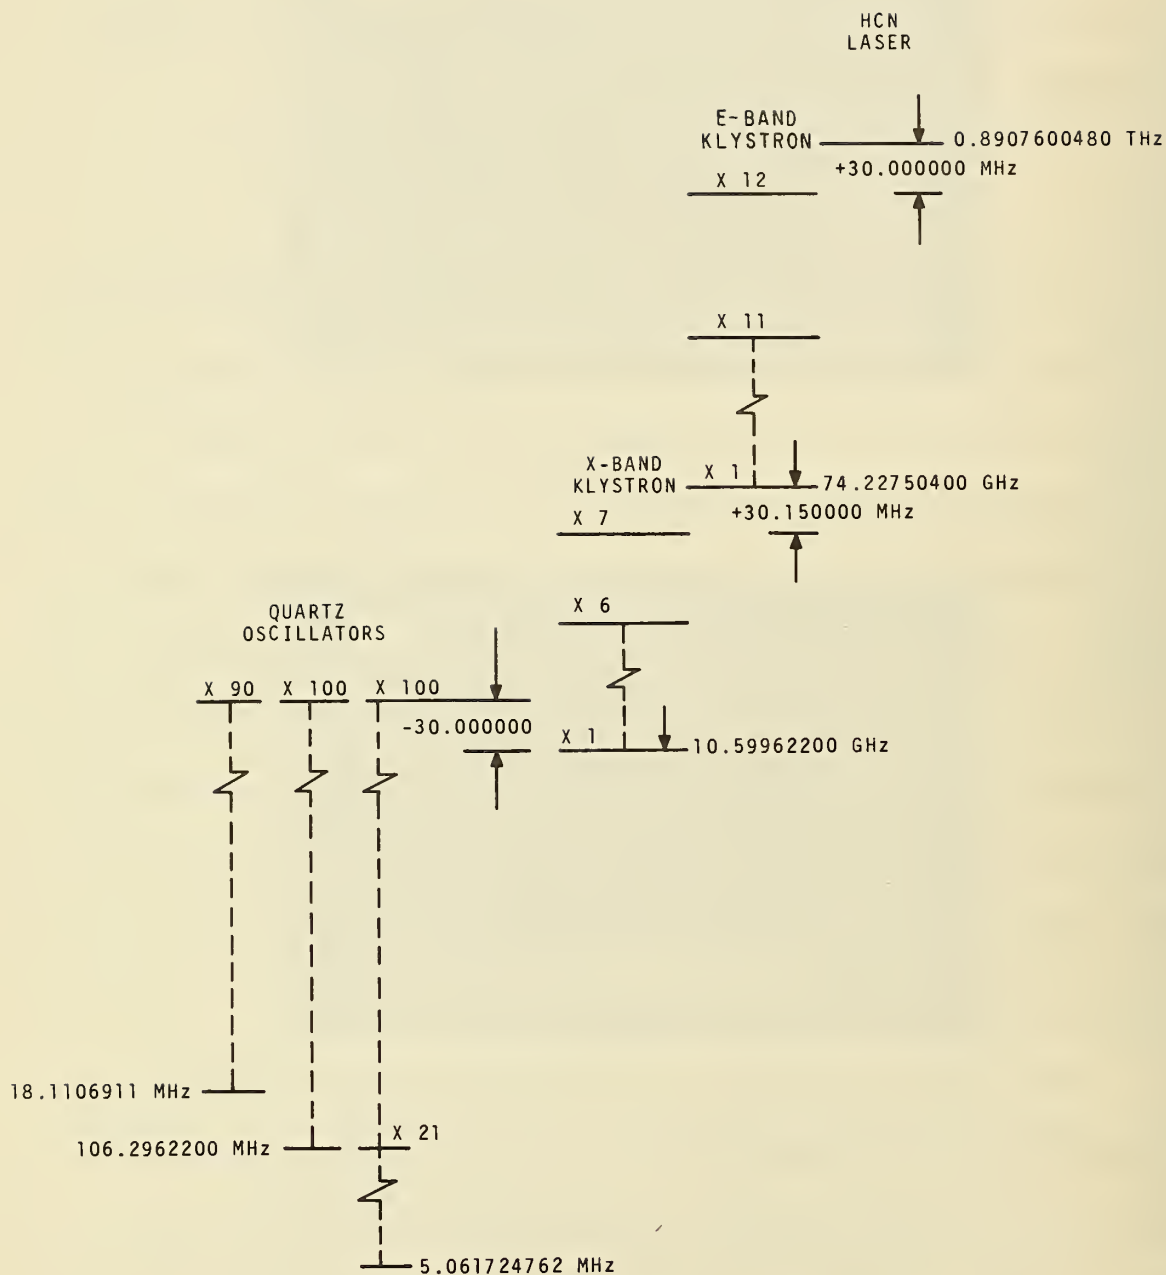 HCN
LASER
E-BAND
KLYSTRON
0.8907600480 THz
+30.000000 MHz
X 12
X 11
X-BAND
KLYSTRON
X 1
74.22750400 GHz
+30.150000 MHz
X 7
X 6
QUARTZ
OSCILLATORS
X 90
X 100
X 100
-30.000000
X 1
10.59962200 GHz
18.1106911 MHz
106.2962200 MHz
X 21
5.061724762 MHz